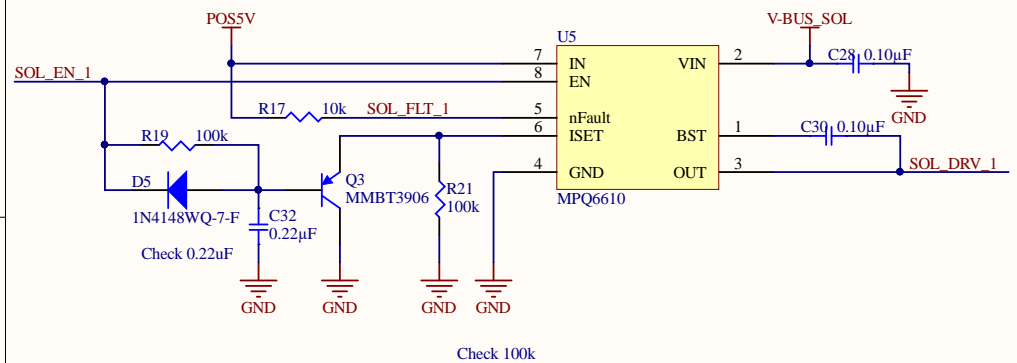 POS5V
V-BUS_SOL
U5
SOL_EN_1
7 IN VIN 2
C28 0.10µF
8 EN
GND
R17 10k SOL_FLT_1
5 nFault
6 ISET BST 1
C30 0.10µF
R19 100k
4 GND OUT 3
SOL_DRV_1
MPQ6610
D5
1N4148WQ-7-F
Q3
MMBT3906
R21
100k
C32
0.22µF
Check 0.22uF
GND GND GND GND
Check 100k